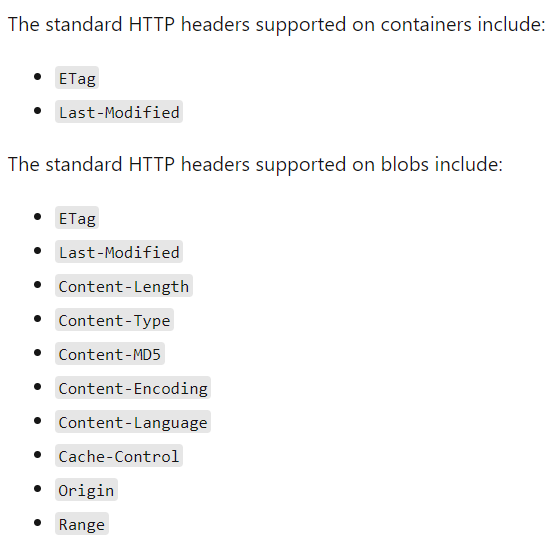 The standard HTTP headers supported on containers include:
• ETag
• Last-Modified
The standard HTTP headers supported on blobs include:
• ETag
• Last-Modified
• Content-Length
• Content-Type
• Content-MD5
• Content-Encoding
• Content-Language
• Cache-Control
• Origin
• Range